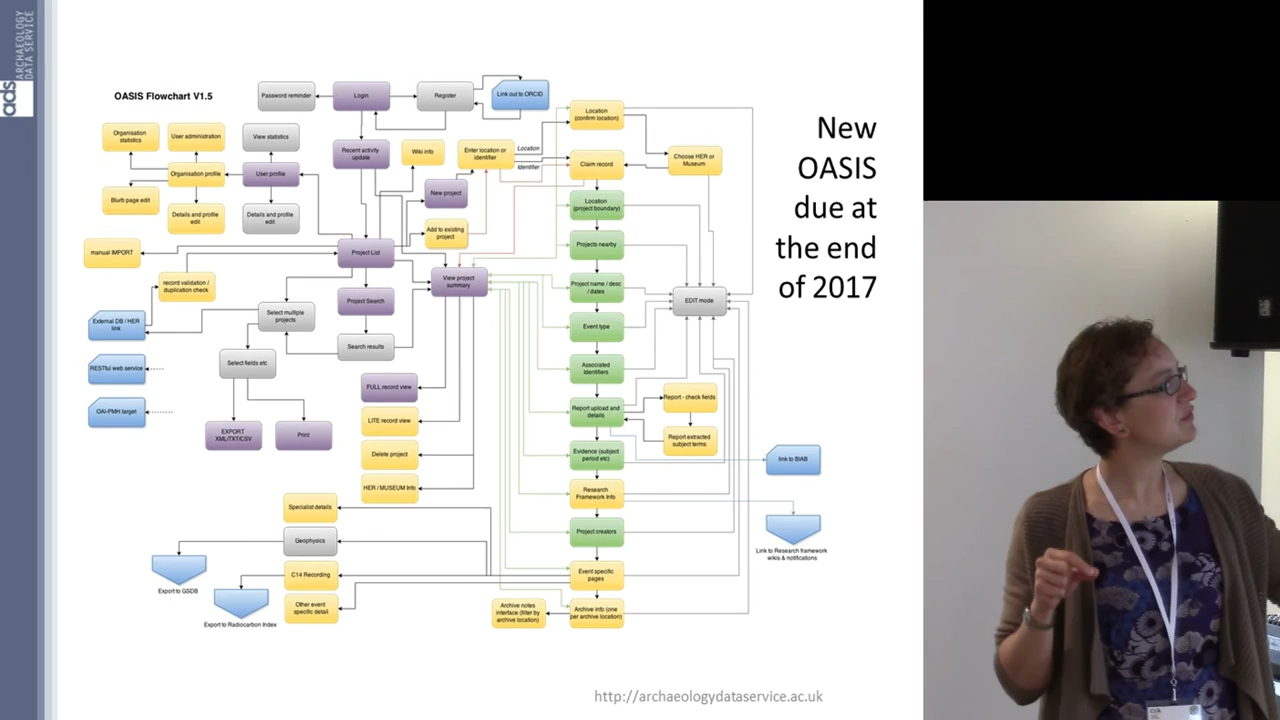 ads
ARCHAEOLOGY
DATA SERVICE
OASIS Flowchart V1.5
New
OASIS
due at
the end
of 2017
Password reminder
Login
Register
Link out to ORCID
Organisation
statistics
User administration
View statistics
Recent activity
update
Wiki info
Enter location or
identifier
Location
Identifier
Location
(confirm location)
Claim record
Choose HER or
Museum
Organisation profile
User profile
New project
Blurb page edit
Details and profile
edit
Details and profile
edit
Location
(project boundary)
Add to existing
project
manual IMPORT
Project List
Projects nearby
record validation /
duplication check
View project
summary
Project name / desc
/ dates
EDIT mode
Project Search
Select multiple
projects
External DB / HER
link
Event type
Search results
Select fields etc
RESTful web service
Associated
Identifiers
FULL record view
Report - check fields
OAI-PMH target
LITE record view
Report upload and
details
EXPORT
XML/TXT/CSV
Print
Report extracted
subject terms
Delete project
Evidence (subject
period etc)
link to BIAB
HER / MUSEUM Info
Research
Framework Info
Specialist details
Project creators
Link to Research framework
wikis & notifications
Geophysics
Export to GSDB
C14 Recording
Event specific
pages
Other event
specific detail
Export to Radiocarbon Index
Archive notes
interface (filter by
archive location)
Archive info (one
per archive location)
http://archaeologydataservice.ac.uk